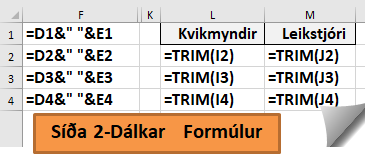 F K L M
1 =D1&" "&E1 Kvikmyndir Leikstjóri
2 =D2&" "&E2 =TRIM(I2) =TRIM(J2)
3 =D3&" "&E3 =TRIM(I3) =TRIM(J3)
4 =D4&" "&E4 =TRIM(I4) =TRIM(J4)
Síða 2-Dálkar Formúlur